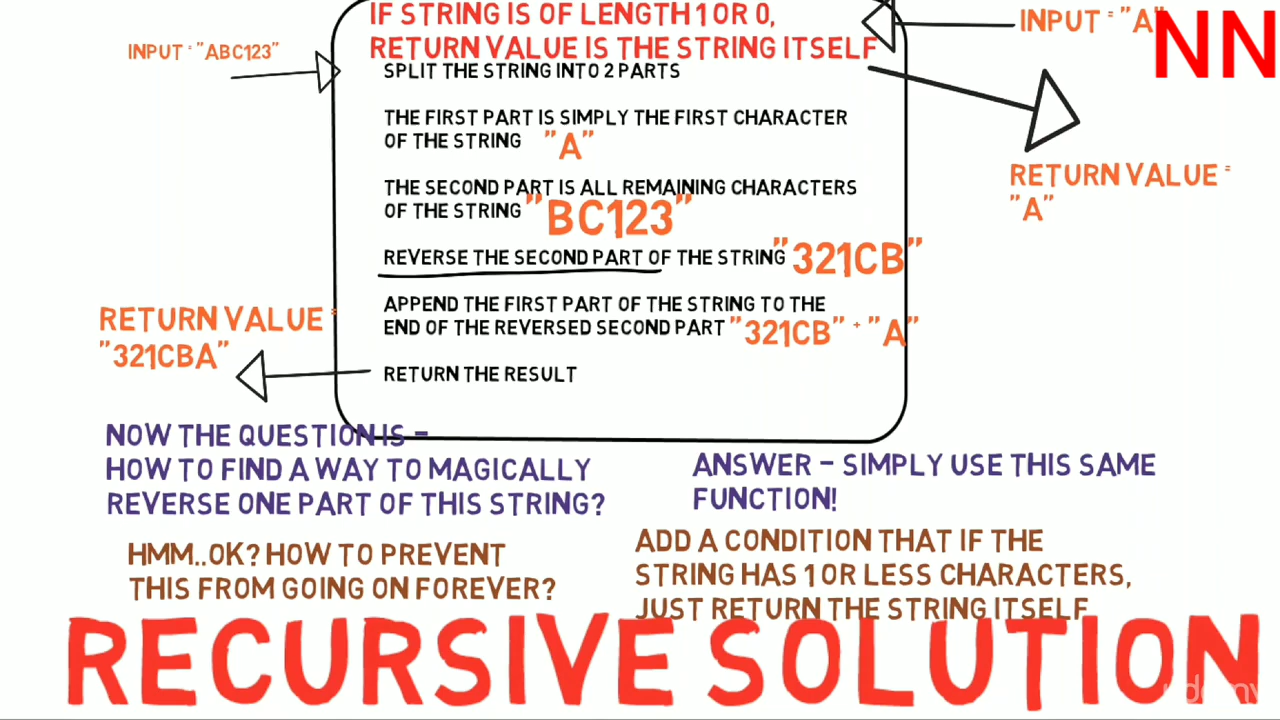 IF STRING IS OF LENGTH 1 OR 0,
RETURN VALUE IS THE STRING ITSELF
INPUT = "A"
NN
INPUT = "ABC123"
SPLIT THE STRING INTO 2 PARTS
THE FIRST PART IS SIMPLY THE FIRST CHARACTER
OF THE STRING "A"
RETURN VALUE =
"A"
THE SECOND PART IS ALL REMAINING CHARACTERS
OF THE STRING "BC123"
REVERSE THE SECOND PART OF THE STRING "321CB"
APPEND THE FIRST PART OF THE STRING TO THE
END OF THE REVERSED SECOND PART "321CB" + "A"
RETURN VALUE =
"321CBA"
RETURN THE RESULT
NOW THE QUESTION IS -
HOW TO FIND A WAY TO MAGICALLY
REVERSE ONE PART OF THIS STRING?
ANSWER - SIMPLY USE THIS SAME
FUNCTION!
HMM..OK? HOW TO PREVENT
THIS FROM GOING ON FOREVER?
ADD A CONDITION THAT IF THE
STRING HAS 1 OR LESS CHARACTERS,
JUST RETURN THE STRING ITSELF
RECURSIVE SOLUTION
udemy